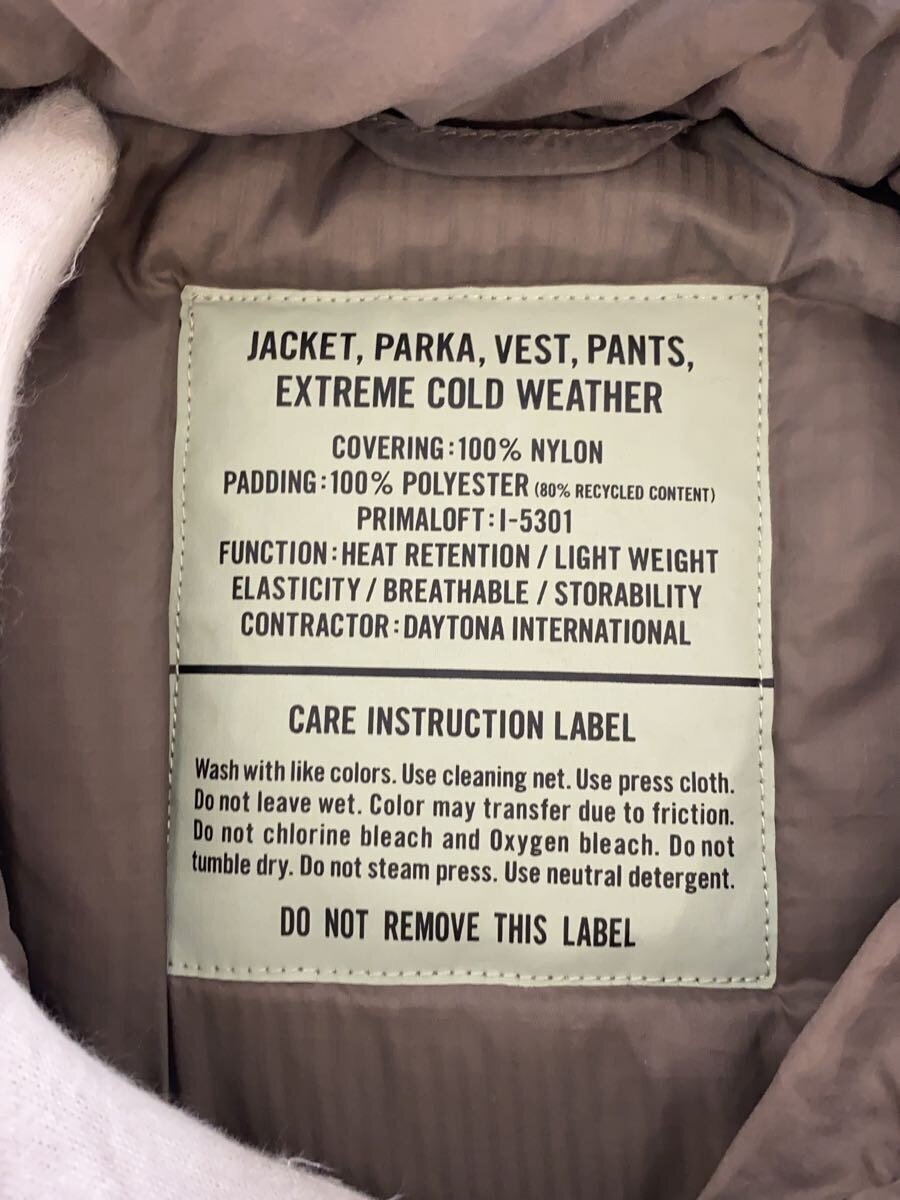 JACKET, PARKA, VEST, PANTS,
EXTREME COLD WEATHER
COVERING:100% NYLON
PADDING:100% POLYESTER (80% RECYCLED CONTENT)
PRIMALOFT:I-5301
FUNCTION:HEAT RETENTION / LIGHT WEIGHT
ELASTICITY / BREATHABLE / STORABILITY
CONTRACTOR:DAYTONA INTERNATIONAL
CARE INSTRUCTION LABEL
Wash with like colors. Use cleaning net. Use press cloth.
Do not leave wet. Color may transfer due to friction.
Do not chlorine bleach and Oxygen bleach. Do not
tumble dry. Do not steam press. Use neutral detergent.
DO NOT REMOVE THIS LABEL